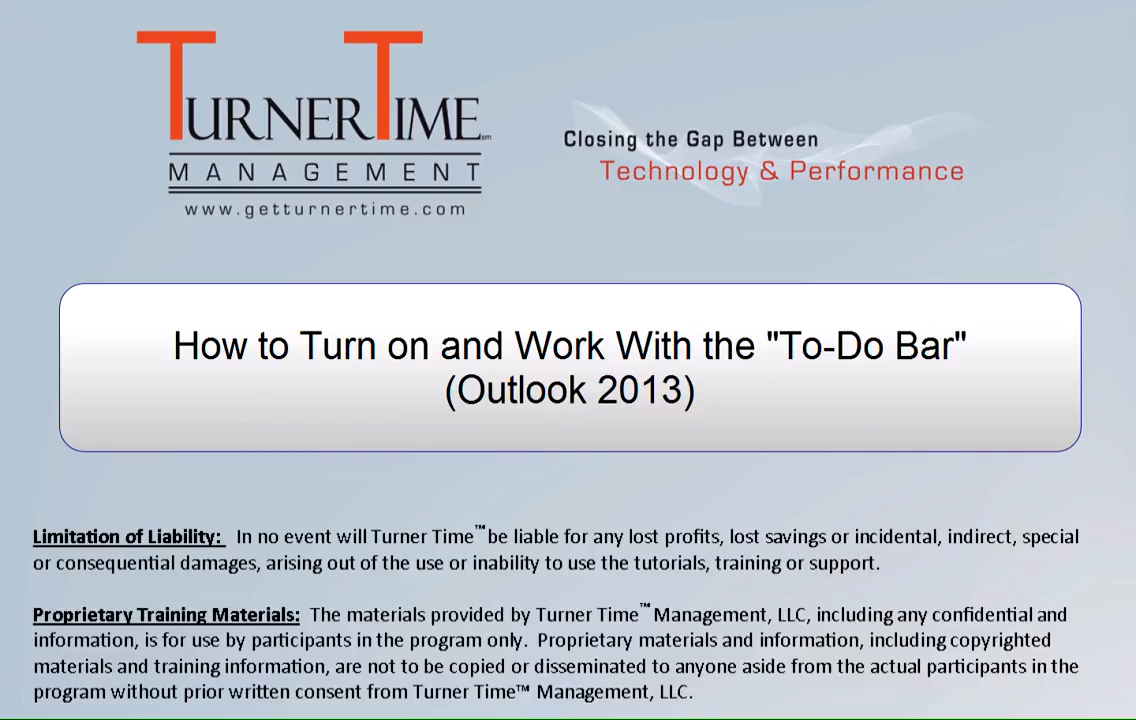 TURNER TIME sm
MANAGEMENT
www.getturnertime.com
Closing the Gap Between
Technology & Performance
How to Turn on and Work With the "To-Do Bar"
(Outlook 2013)
Limitation of Liability: In no event will Turner Time™ be liable for any lost profits, lost savings or incidental, indirect, special
or consequential damages, arising out of the use or inability to use the tutorials, training or support.
Proprietary Training Materials: The materials provided by Turner Time™ Management, LLC, including any confidential and
information, is for use by participants in the program only. Proprietary materials and information, including copyrighted
materials and training information, are not to be copied or disseminated to anyone aside from the actual participants in the
program without prior written consent from Turner Time™ Management, LLC.